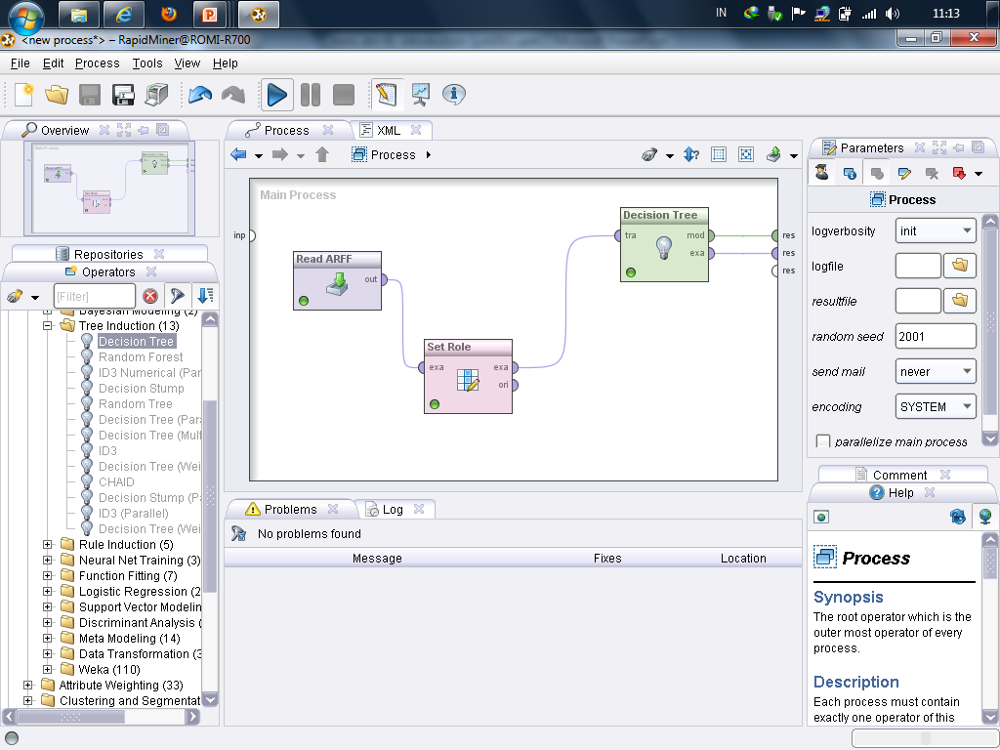 IN
11:13
<new process*> – RapidMiner@ROMI-R700
File Edit Process Tools View Help
Overview
Process
XML
Parameters
Process
Main Process
inp
Read ARFF
out
Set Role
exa
exa
ori
Decision Tree
tra
mod
exa
res
res
res
Process
logverbosity
init
logfile
resultfile
random seed
2001
send mail
never
encoding
SYSTEM
parallelize main process
Repositories
Operators
[Filter]
Bayesian Modeling (2)
Tree Induction (13)
Decision Tree
Random Forest
ID3 Numerical (Par
Decision Stump
Random Tree
Decision Tree (Para
Decision Tree (Mult
ID3
Decision Tree (Wei
CHAID
Decision Stump (P
ID3 (Parallel)
Decision Tree (Wei
Rule Induction (5)
Neural Net Training (3)
Function Fitting (7)
Logistic Regression (2
Support Vector Modelin
Discriminant Analysis (
Meta Modeling (14)
Data Transformation (3
Weka (110)
Attribute Weighting (33)
Clustering and Segmentat
Problems
Log
No problems found
Message Fixes Location
Comment
Help
Process
Synopsis
The root operator which is the
outer most operator of every
process.
Description
Each process must contain
exactly one operator of this